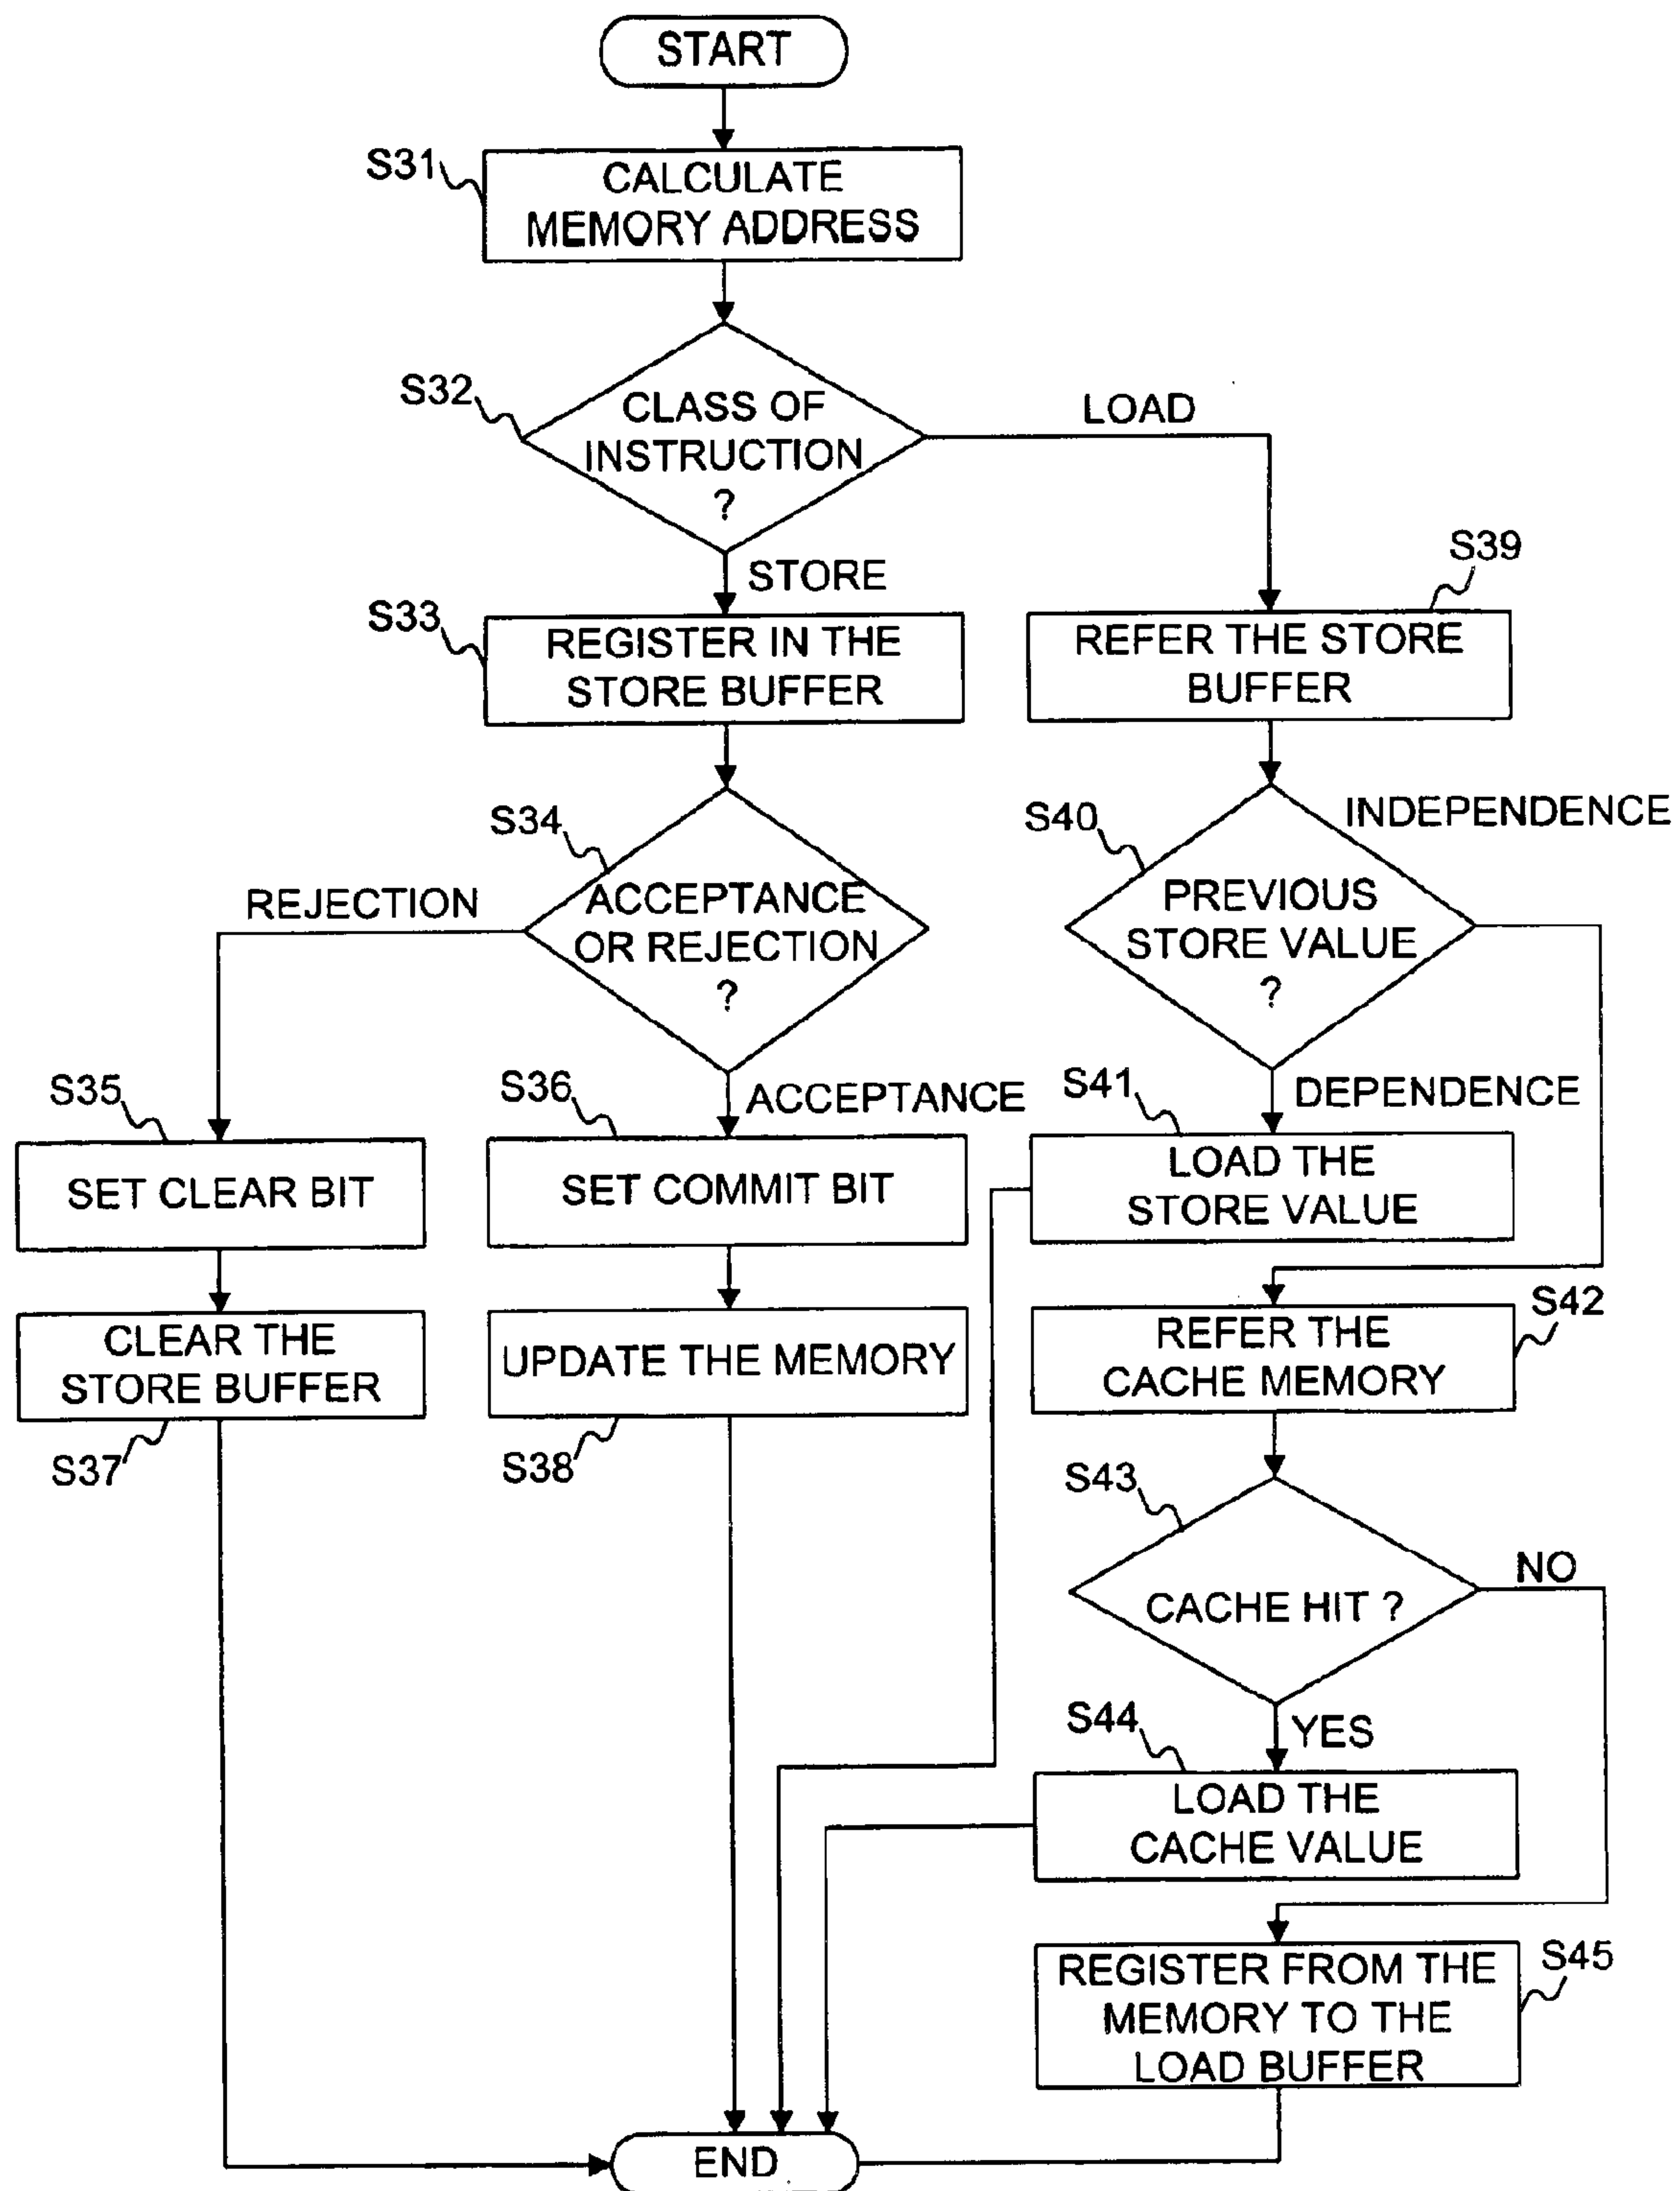 START
S31
CALCULATE
MEMORY ADDRESS
S32
CLASS OF
INSTRUCTION
?
LOAD
STORE
S33
REGISTER IN THE
STORE BUFFER
S39
REFER THE STORE
BUFFER
S34
ACCEPTANCE
OR REJECTION
?
REJECTION
S40
INDEPENDENCE
PREVIOUS
STORE VALUE
?
S35
SET CLEAR BIT
S36
ACCEPTANCE
SET COMMIT BIT
S41
DEPENDENCE
LOAD THE
STORE VALUE
CLEAR THE
STORE BUFFER
S37
UPDATE THE MEMORY
S38
S42
REFER THE
CACHE MEMORY
S43
CACHE HIT ?
NO
S44
YES
LOAD THE
CACHE VALUE
S45
REGISTER FROM THE
MEMORY TO THE
LOAD BUFFER
END